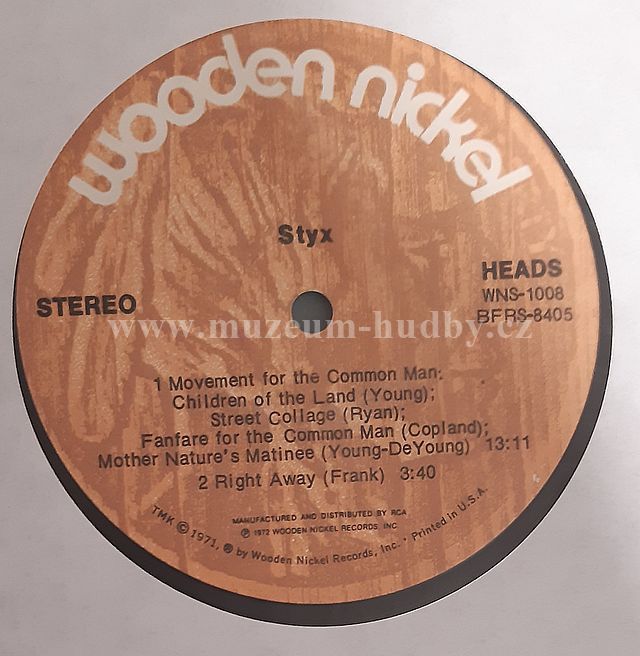 wooden nickel
Styx
HEADS
STEREO
WNS-1008
BFRS-8405
www.muzeum-hudby.cz
1 Movement for the Common Man:
Children of the Land (Young);
Street Collage (Ryan);
Fanfare for the Common Man (Copland);
Mother Nature's Matinee (Young-DeYoung) 13:11
2 Right Away (Frank) 3:40
MANUFACTURED AND DISTRIBUTED BY RCA
℗ 1972 WOODEN NICKEL RECORDS INC
TMK © 1971, ℗ by Wooden Nickel Records, Inc. • Printed in U.S.A.